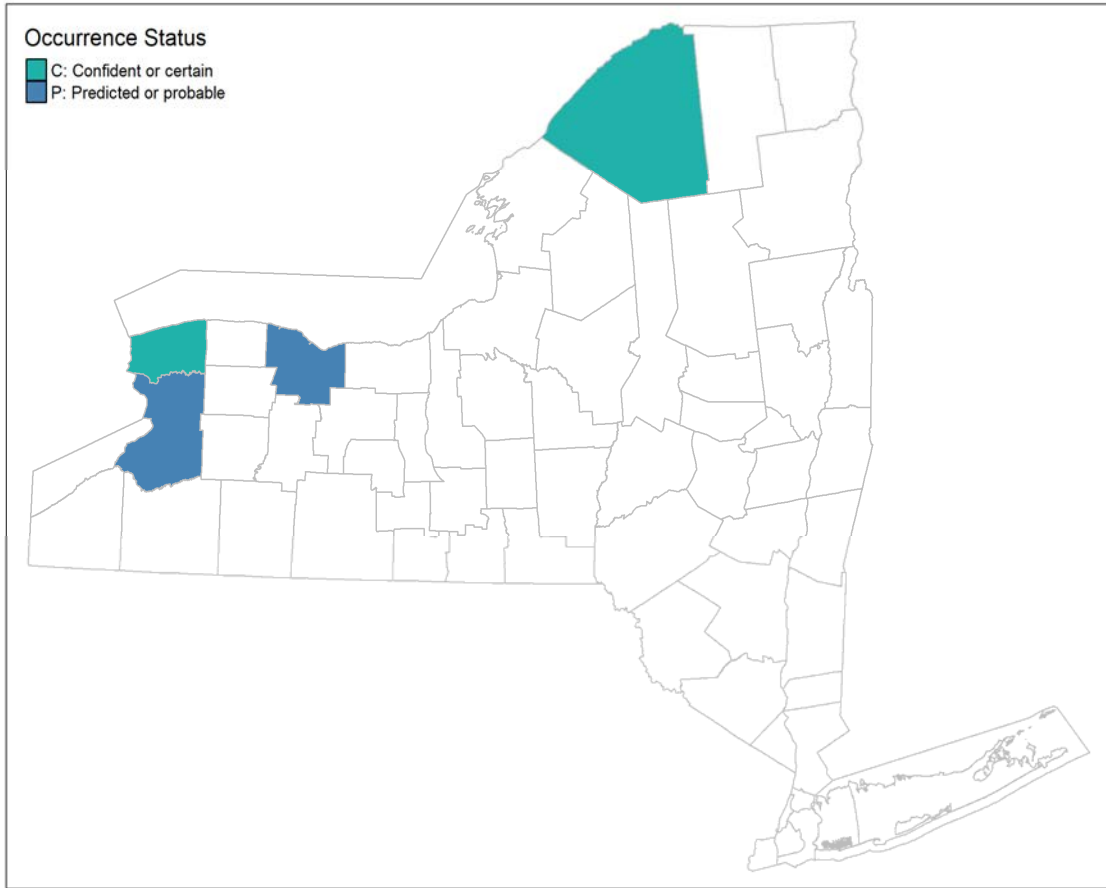 Occurrence Status
C: Confident or certain
P: Predicted or probable